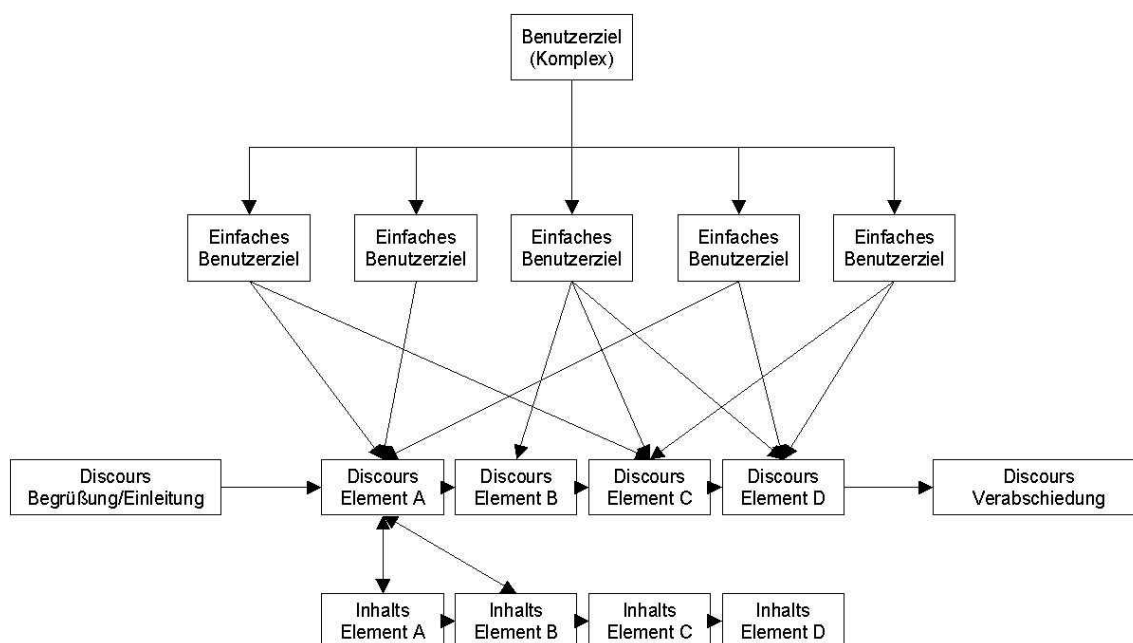 Benutzerziel
(Komplex)
Einfaches
Benutzerziel
Einfaches
Benutzerziel
Einfaches
Benutzerziel
Einfaches
Benutzerziel
Einfaches
Benutzerziel
Discours
Begrüßung/Einleitung
Discours
Element A
Discours
Element B
Discours
Element C
Discours
Element D
Discours
Verabschiedung
Inhalts
Element A
Inhalts
Element B
Inhalts
Element C
Inhalts
Element D